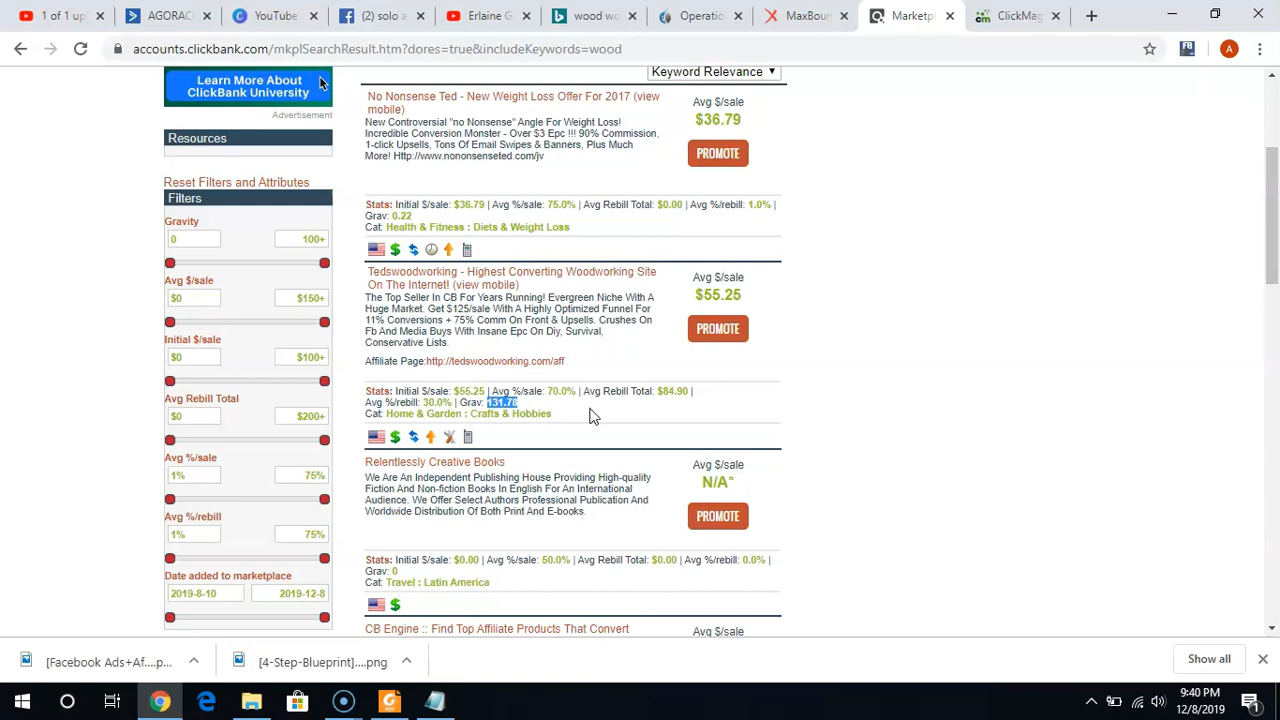 1 of 1 up
AGORAC
YouTube
(2) solo a
Erlaine G
wood wo
Operatio
MaxBou
Marketp
ClickMag
accounts.clickbank.com/mkplSearchResult.htm?dores=true&includeKeywords=wood
A
Learn More About
ClickBank University
Advertisement
Resources
Reset Filters and Attributes
Filters
Gravity
0 100+
Avg $/sale
$0 $150+
Initial $/sale
$0 $100+
Avg Rebill Total
$0 $200+
Avg %/sale
1% 75%
Avg %/rebill
1% 75%
Date added to marketplace
2019-8-10 2019-12-8
Keyword Relevance
No Nonsense Ted - New Weight Loss Offer For 2017 (view
mobile)
New Controversial "no Nonsense" Angle For Weight Loss!
Incredible Conversion Monster - Over $3 Epc !!! 90% Commission,
1-click Upsells, Tons Of Email Swipes & Banners, Plus Much
More! Http://www.nononsenseted.com/jv
Avg $/sale
$36.79
PROMOTE
Stats: Initial $/sale: $36.79 | Avg %/sale: 75.0% | Avg Rebill Total: $0.00 | Avg %/rebill: 1.0% |
Grav: 0.22
Cat: Health & Fitness : Diets & Weight Loss
Tedswoodworking - Highest Converting Woodworking Site
On The Internet! (view mobile)
The Top Seller In CB For Years Running! Evergreen Niche With A
Huge Market. Get $125/sale With A Highly Optimized Funnel For
11% Conversions + 75% Comm On Front & Upsells. Crushes On
Fb And Media Buys With Insane Epc On Diy, Survival,
Conservative Lists.
Affiliate Page:http://tedswoodworking.com/aff
Avg $/sale
$55.25
PROMOTE
Stats: Initial $/sale: $55.25 | Avg %/sale: 70.0% | Avg Rebill Total: $84.90 |
Avg %/rebill: 30.0% | Grav: 131.78
Cat: Home & Garden : Crafts & Hobbies
Relentlessly Creative Books
We Are An Independent Publishing House Providing High-quality
Fiction And Non-fiction Books In English For An International
Audience. We Offer Select Authors Professional Publication And
Worldwide Distribution Of Both Print And E-books.
Avg $/sale
N/A*
PROMOTE
Stats: Initial $/sale: $0.00 | Avg %/sale: 50.0% | Avg Rebill Total: $0.00 | Avg %/rebill: 0.0% |
Grav: 0
Cat: Travel : Latin America
CB Engine :: Find Top Affiliate Products That Convert
Avg $/sale
[Facebook Ads+Af....p...
[4-Step-Blueprint]....png
Show all
9:40 PM
12/8/2019
1